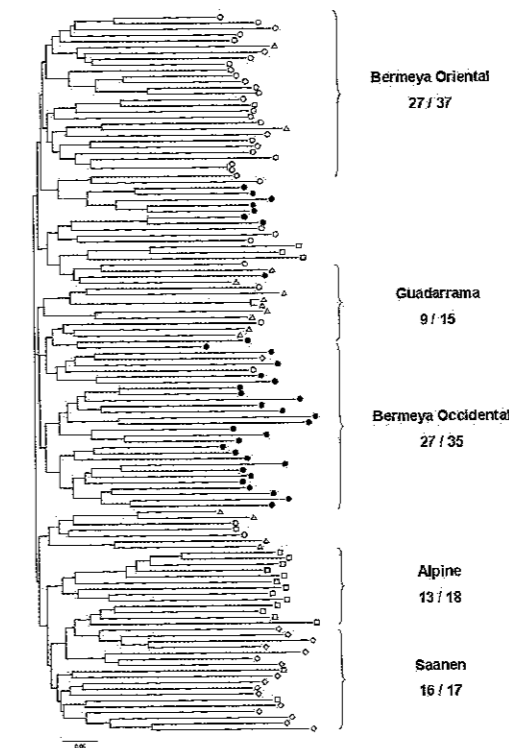 Bermeya Oriental
27 / 37
Guadarrama
9 / 15
Bermeya Occidental
27 / 35
Alpine
13 / 18
Saanen
16 / 17